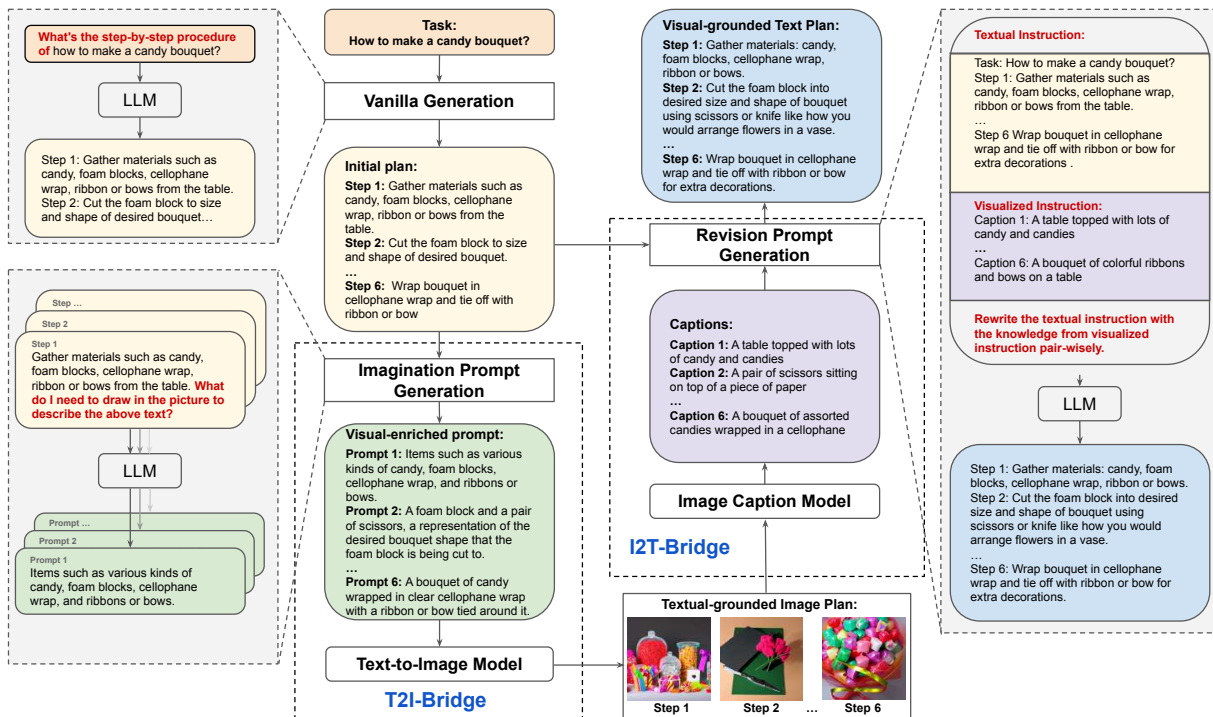 What's the step-by-step procedure
of how to make a candy bouquet?
LLM
Step 1: Gather materials such as
candy, foam blocks, cellophane
wrap, ribbon or bows from the table.
Step 2: Cut the foam block to size
and shape of desired bouquet…
Step …
Step 2
Step 1
Gather materials such as candy,
foam blocks, cellophane wrap,
ribbon or bows from the table. What
do I need to draw in the picture to
describe the above text?
LLM
Prompt …
Prompt 2
Prompt 1
Items such as various kinds of
candy, foam blocks, cellophane
wrap, and ribbons or bows.
Task:
How to make a candy bouquet?
Vanilla Generation
Initial plan:
Step 1: Gather materials such as
candy, foam blocks, cellophane
wrap, ribbon or bows from the
table.
Step 2: Cut the foam block to size
and shape of desired bouquet.
…
Step 6: Wrap bouquet in
cellophane wrap and tie off with
ribbon or bow
Imagination Prompt
Generation
Visual-enriched prompt:
Prompt 1: Items such as various
kinds of candy, foam blocks,
cellophane wrap, and ribbons or
bows.
Prompt 2: A foam block and a pair
of scissors, a representation of the
desired bouquet shape that the
foam block is being cut to.
…
Prompt 6: A bouquet of candy
wrapped in clear cellophane wrap
with a ribbon or bow tied around it.
Text-to-Image Model
T2I-Bridge
Visual-grounded Text Plan:
Step 1: Gather materials: candy,
foam blocks, cellophane wrap,
ribbon or bows.
Step 2: Cut the foam block into
desired size and shape of bouquet
using scissors or knife like how you
would arrange flowers in a vase.
…
Step 6: Wrap bouquet in cellophane
wrap and tie off with ribbon or bow
for extra decorations.
Revision Prompt
Generation
Captions:
Caption 1: A table topped with lots
of candy and candies
Caption 2: A pair of scissors sitting
on top of a piece of paper
…
Caption 6: A bouquet of assorted
candies wrapped in a cellophane
Image Caption Model
I2T-Bridge
Textual-grounded Image Plan:
Step 1 Step 2 … Step 6
Textual Instruction:
Task: How to make a candy bouquet?
Step 1: Gather materials such as
candy, foam blocks, cellophane wrap,
ribbon or bows from the table.
…
Step 6 Wrap bouquet in cellophane
wrap and tie off with ribbon or bow for
extra decorations .
Visualized Instruction:
Caption 1: A table topped with lots of
candy and candies
…
Caption 6: A bouquet of colorful ribbons
and bows on a table
Rewrite the textual instruction with
the knowledge from visualized
instruction pair-wisely.
LLM
Step 1: Gather materials: candy, foam
blocks, cellophane wrap, ribbon or bows.
Step 2: Cut the foam block into desired
size and shape of bouquet using
scissors or knife like how you would
arrange flowers in a vase.
…
Step 6: Wrap bouquet in cellophane
wrap and tie off with ribbon or bow for
extra decorations.